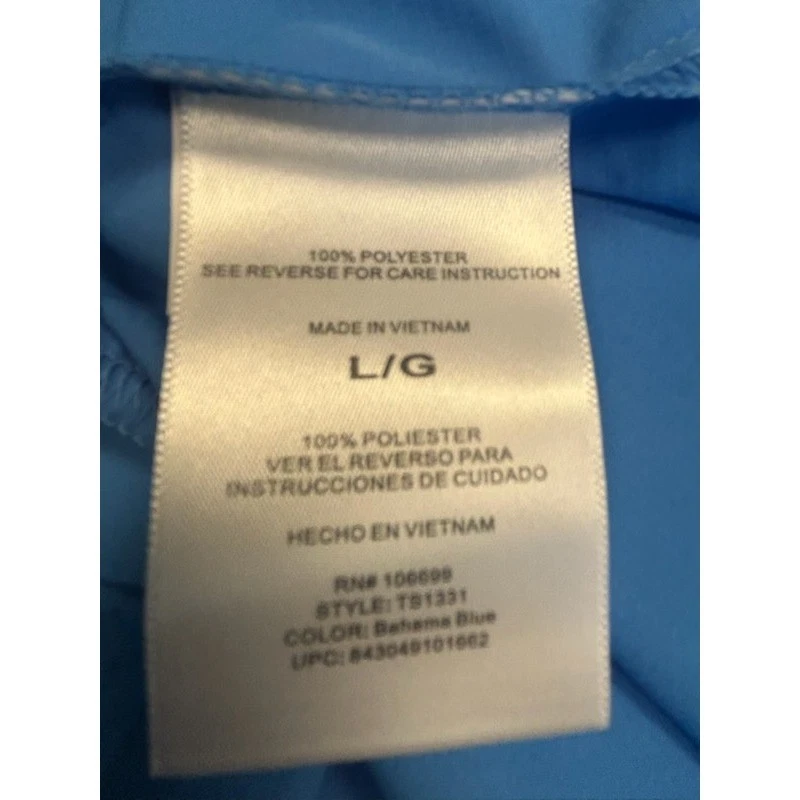 100% POLYESTER
SEE REVERSE FOR CARE INSTRUCTION
MADE IN VIETNAM
L/G
100% POLIESTER
VER EL REVERSO PARA
INSTRUCCIONES DE CUIDADO
HECHO EN VIETNAM
RN# 106699
STYLE: TS1331
COLOR: Bahama Blue
UPC: 843049101662